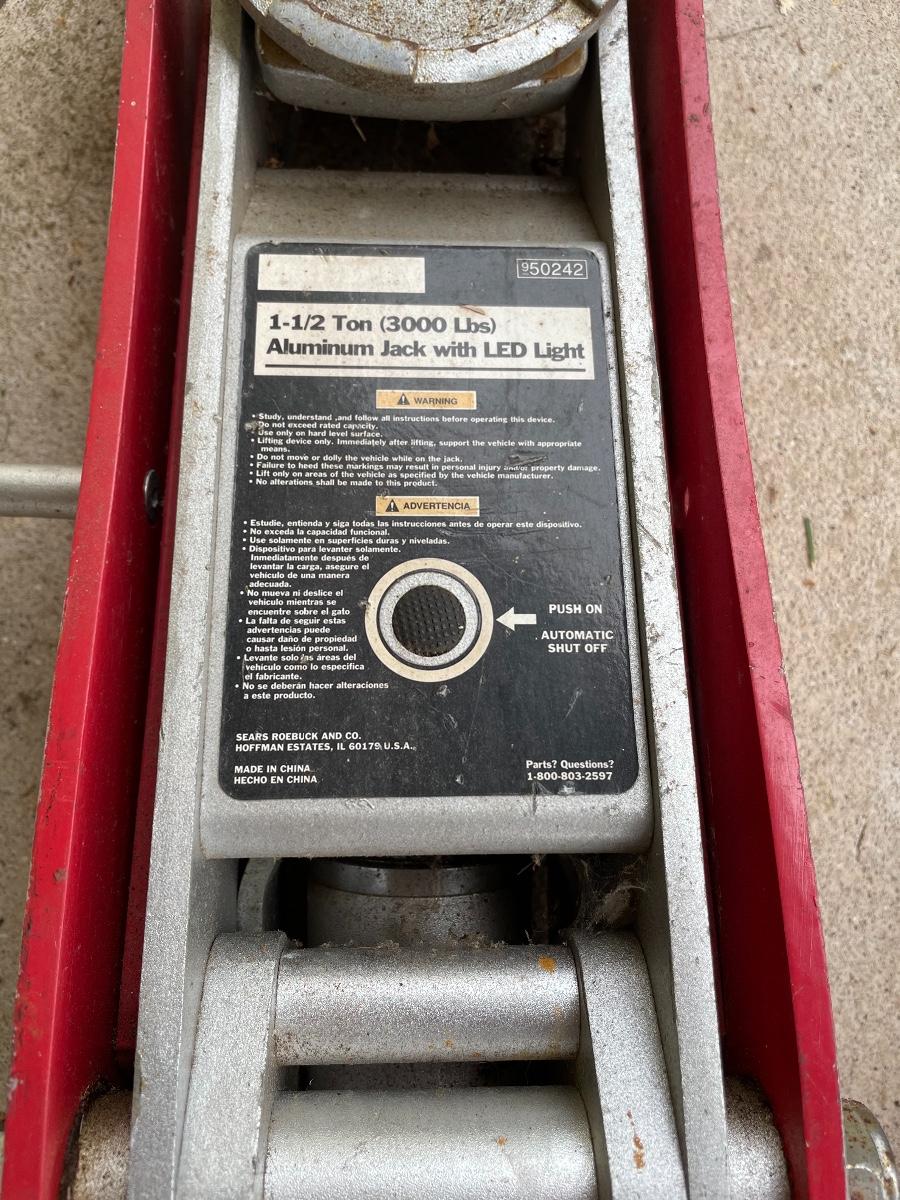 950242
1-1/2 Ton (3000 Lbs)
Aluminum Jack with LED Light
WARNING
• Study, understand ,and follow all instructions before operating this device.
• Do not exceed rated capacity.
• Use only on hard level surface.
• Lifting device only. Immediately after lifting, support the vehicle with appropriate
means.
• Do not move or dolly the vehicle while on the jack.
• Failure to heed these markings may result in personal injury and/or property damage.
• Lift only on areas of the vehicle as specified by the vehicle manufacturer.
• No alterations shall be made to this product.
ADVERTENCIA
• Estudie, entienda y siga todas las instrucciones antes de operar este dispositivo.
• No exceda la capacidad funcional.
• Use solamente en superficies duras y niveladas.
• Dispositivo para levanter solamente.
Inmediatamente después de
levantar la carga, asegure el
vehículo de una manera
adecuada.
• No mueva ni deslice el
vehículo mientras se
encuentre sobre el gato
• La falta de seguir estas
advertencias puede
causar daño de propiedad
o hasta lesión personal.
• Levante solo las áreas del
vehículo como lo especifica
el fabricante.
• No se deberán hacer alteraciones
a este producto.
PUSH ON
AUTOMATIC
SHUT OFF
SEARS ROEBUCK AND CO.
HOFFMAN ESTATES, IL 60179 U.S.A.
MADE IN CHINA
HECHO EN CHINA
Parts? Questions?
1-800-803-2597